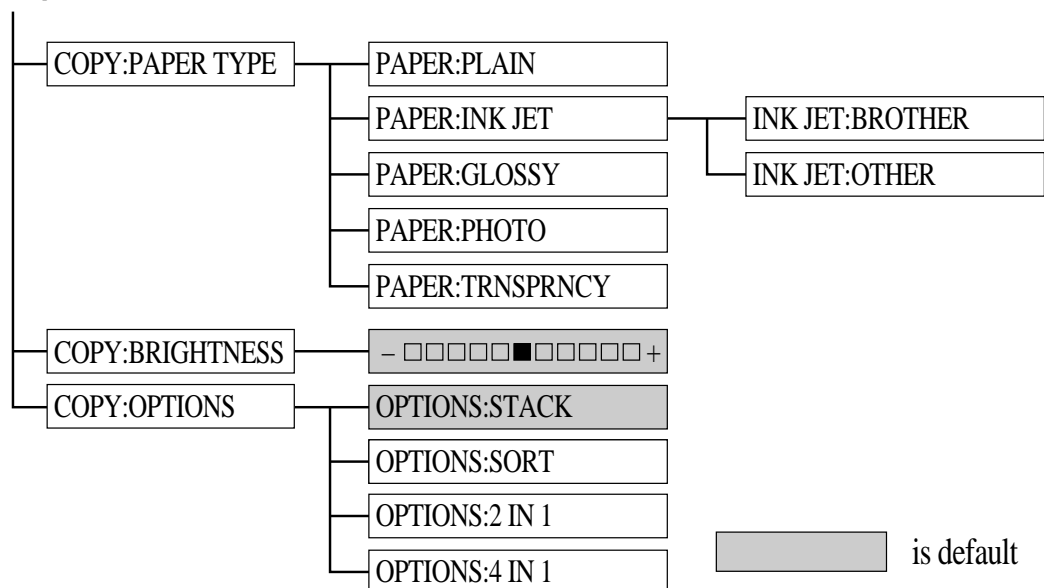 COPY:PAPER TYPE
PAPER:PLAIN
PAPER:INK JET
INK JET:BROTHER
INK JET:OTHER
PAPER:GLOSSY
PAPER:PHOTO
PAPER:TRNSPRNCY
COPY:BRIGHTNESS
– □□□□□■□□□□□ +
COPY:OPTIONS
OPTIONS:STACK
OPTIONS:SORT
OPTIONS:2 IN 1
OPTIONS:4 IN 1
is default